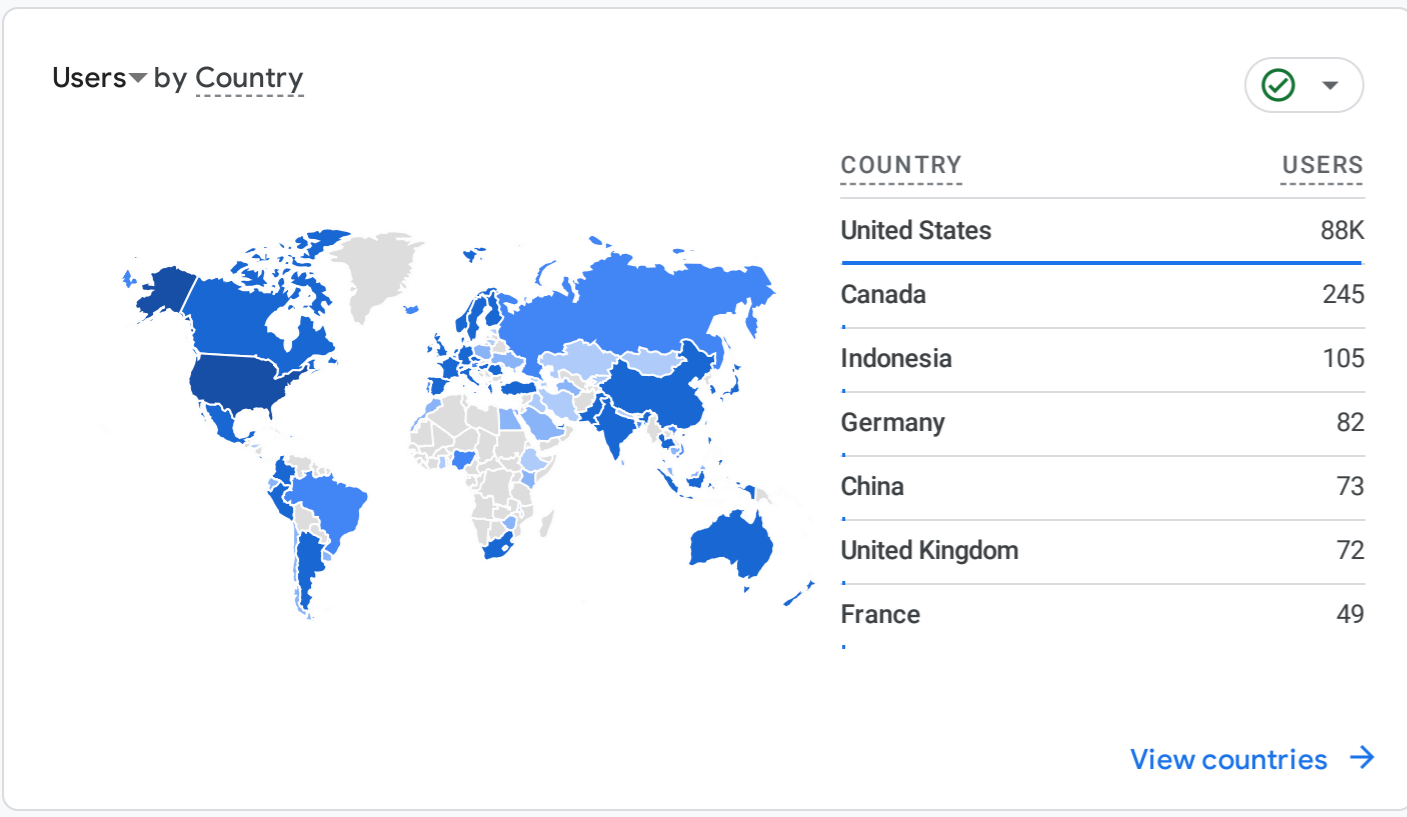 Users by Country
COUNTRY USERS
United States 88K
Canada 245
Indonesia 105
Germany 82
China 73
United Kingdom 72
France 49
View countries